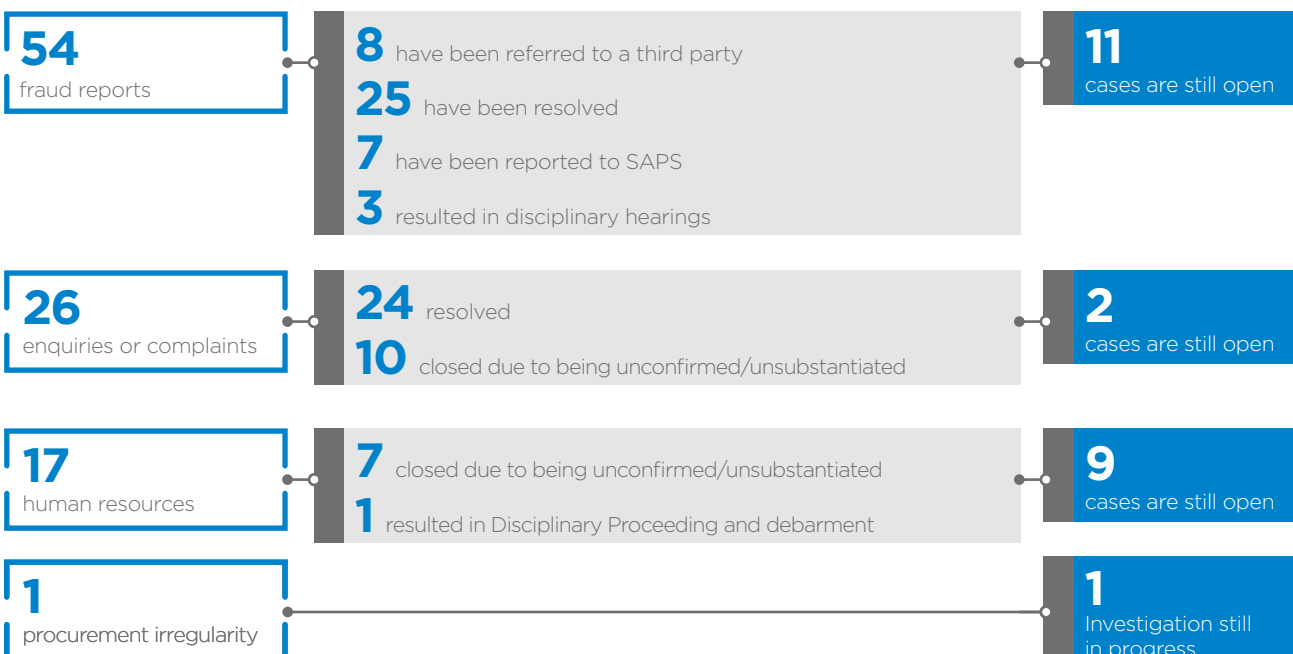 54
fraud reports
8 have been referred to a third party
25 have been resolved
7 have been reported to SAPS
3 resulted in disciplinary hearings
11
cases are still open
26
enquiries or complaints
24 resolved
10 closed due to being unconfirmed/unsubstantiated
2
cases are still open
17
human resources
7 closed due to being unconfirmed/unsubstantiated
1 resulted in Disciplinary Proceeding and debarment
9
cases are still open
1
procurement irregularity
1
Investigation still
in progress